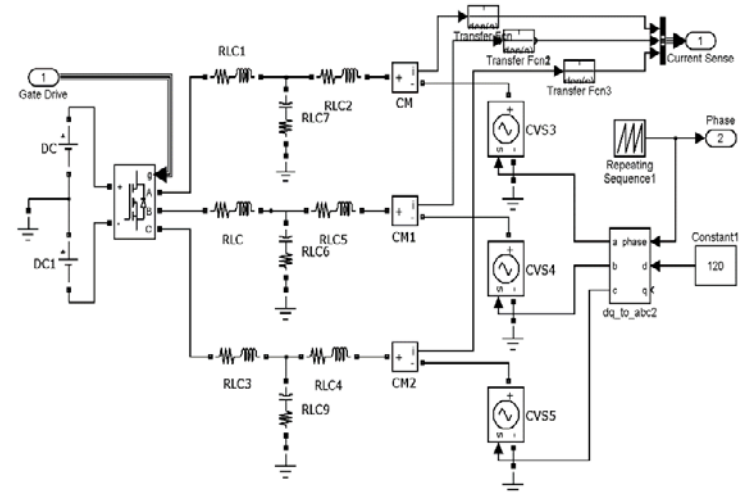 Transfer Fcn
Transfer Fcn2
Transfer Fcn3
1
Current Sense
RLC1
RLC2
RLC7
CM
i
+
-
1
Gate Drive
DC
DC1
g
A
B
C
+
-
CVS3
Phase
2
Repeating
Sequence1
RLC
RLC5
RLC6
CM1
i
+
-
CVS4
a phase
b d
c q
dq_to_abc2
Constant1
120
RLC3
RLC4
RLC9
CM2
i
+
-
CVS5